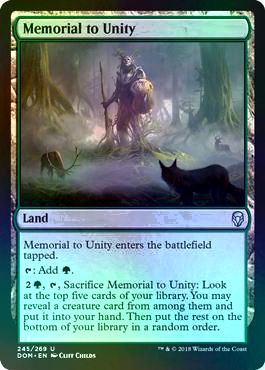 Memorial to Unity
Land
Memorial to Unity enters the battlefield
tapped.
: Add .
2, , Sacrifice Memorial to Unity: Look
at the top five cards of your library. You may
reveal a creature card from among them and
put it into your hand. Then put the rest on the
bottom of your library in a random order.
245/269 U
DOM • EN Cliff Childs
™ & © 2018 Wizards of the Coast